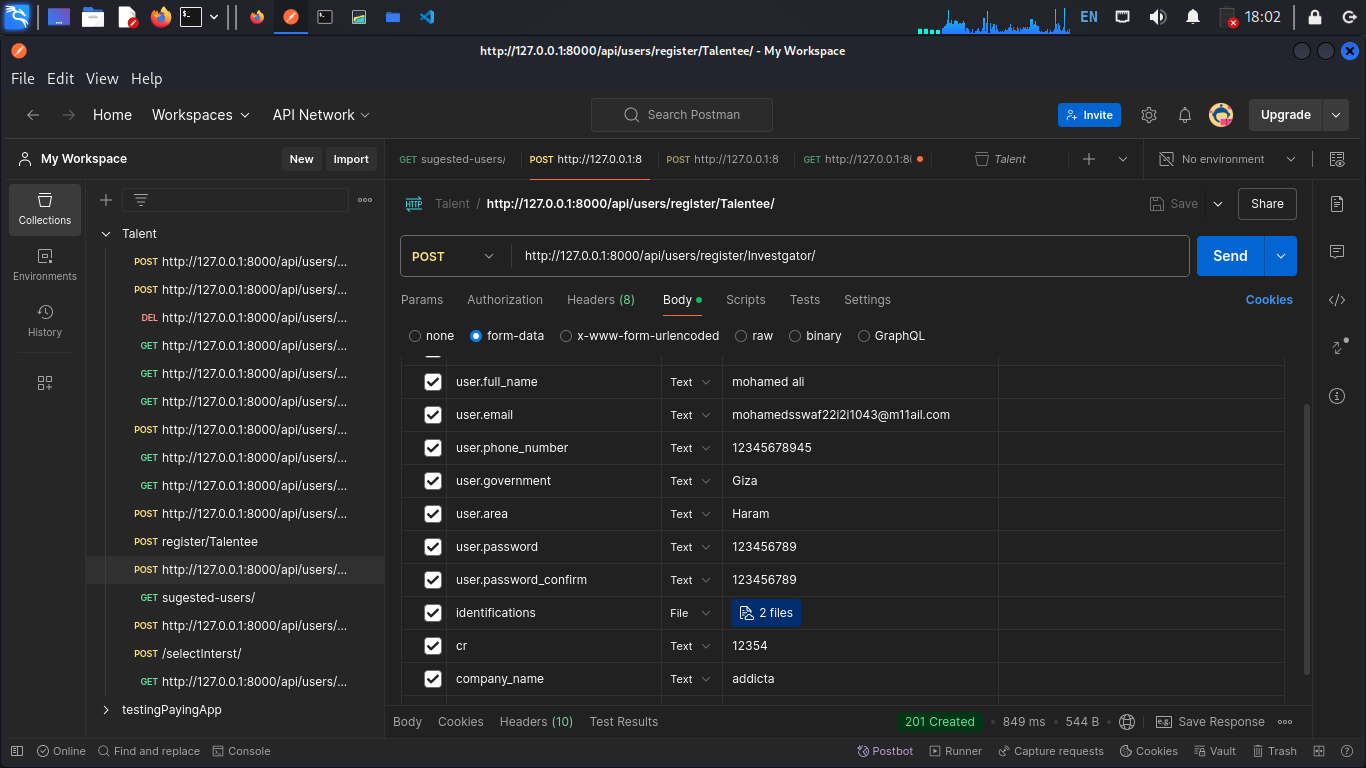 EN
18:02
http://127.0.0.1:8000/api/users/register/Talentee/ - My Workspace
File Edit View Help
Home Workspaces API Network
Search Postman
Invite
Upgrade
My Workspace
New Import
GET sugested-users/
POST http://127.0.0.1:8
POST http://127.0.0.1:8
GET http://127.0.0.1:8(
Talent
No environment
Collections
Environments
History
Talent
POST http://127.0.0.1:8000/api/users/...
POST http://127.0.0.1:8000/api/users/...
DEL http://127.0.0.1:8000/api/users/...
GET http://127.0.0.1:8000/api/users/...
GET http://127.0.0.1:8000/api/users/...
GET http://127.0.0.1:8000/api/users/...
POST http://127.0.0.1:8000/api/users/...
GET http://127.0.0.1:8000/api/users/...
GET http://127.0.0.1:8000/api/users/...
POST http://127.0.0.1:8000/api/users/...
POST register/Talentee
POST http://127.0.0.1:8000/api/users/...
GET sugested-users/
POST http://127.0.0.1:8000/api/users/...
POST /selectInterst/
GET http://127.0.0.1:8000/api/users/...
testingPayingApp
HTTP Talent / http://127.0.0.1:8000/api/users/register/Talentee/
Save Share
POST http://127.0.0.1:8000/api/users/register/Investgator/
Send
Params Authorization Headers (8) Body Scripts Tests Settings Cookies
none form-data x-www-form-urlencoded raw binary GraphQL
user.full_name Text mohamed ali
user.email Text mohamedsswaf22i2i1043@m11ail.com
user.phone_number Text 12345678945
user.government Text Giza
user.area Text Haram
user.password Text 123456789
user.password_confirm Text 123456789
identifications File 2 files
cr Text 12354
company_name Text addicta
Body Cookies Headers (10) Test Results
201 Created 849 ms 544 B
e.g. Save Response
Online Find and replace Console
Postbot Runner Capture requests Cookies Vault Trash